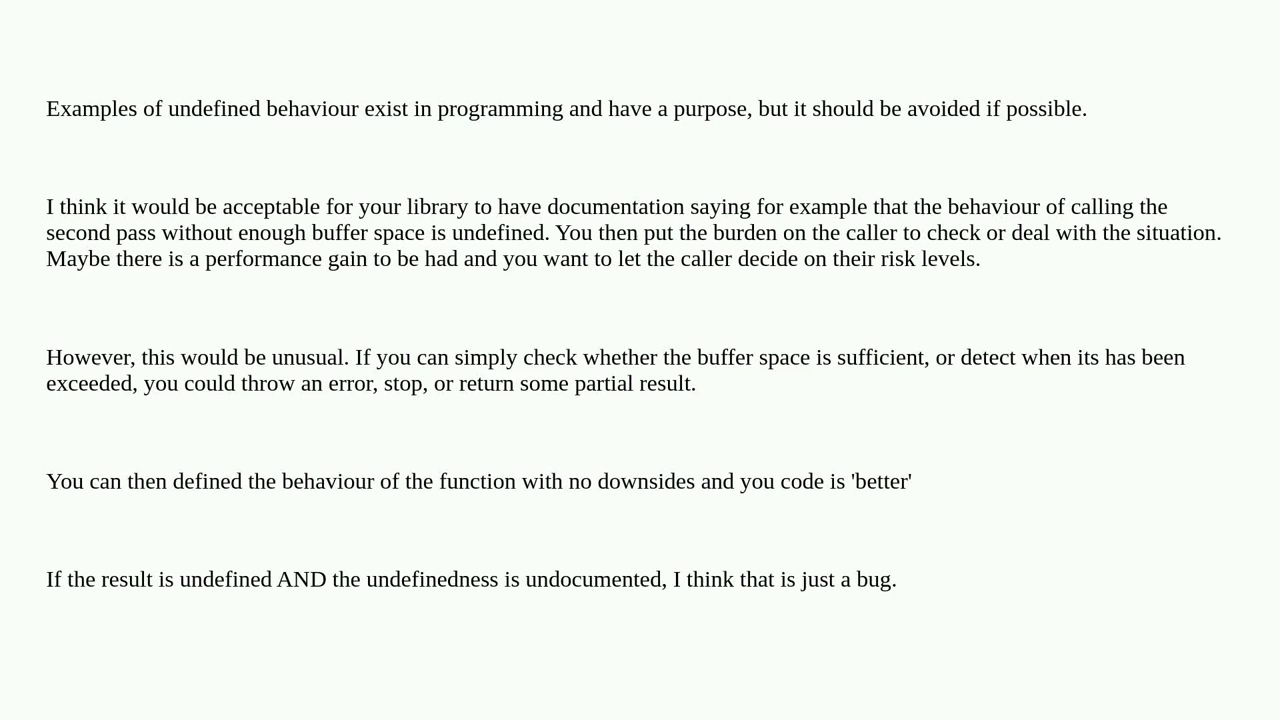 Examples of undefined behaviour exist in programming and have a purpose, but it should be avoided if possible.
I think it would be acceptable for your library to have documentation saying for example that the behaviour of calling the
second pass without enough buffer space is undefined. You then put the burden on the caller to check or deal with the situation.
Maybe there is a performance gain to be had and you want to let the caller decide on their risk levels.
However, this would be unusual. If you can simply check whether the buffer space is sufficient, or detect when its has been
exceeded, you could throw an error, stop, or return some partial result.
You can then defined the behaviour of the function with no downsides and you code is 'better'
If the result is undefined AND the undefinedness is undocumented, I think that is just a bug.